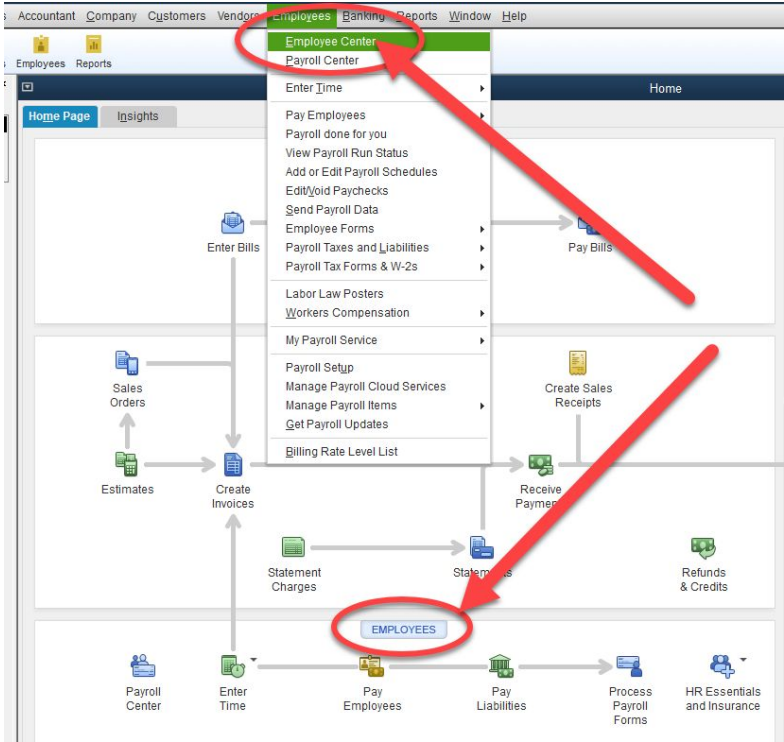 Accountant Company Customers Vendors Employees Banking Reports Window Help
Employees Reports
Home
Home Page Insights
Employee Center
Payroll Center
Enter Time
Pay Employees
Payroll done for you
View Payroll Run Status
Add or Edit Payroll Schedules
Edit/Void Paychecks
Send Payroll Data
Employee Forms
Payroll Taxes and Liabilities
Payroll Tax Forms & W-2s
Labor Law Posters
Workers Compensation
My Payroll Service
Payroll Setup
Manage Payroll Cloud Services
Manage Payroll Items
Get Payroll Updates
Billing Rate Level List
Enter Bills
Pay Bills
Sales
Orders
Create Sales
Receipts
Estimates
Create
Invoices
Receive
Payment
Statement
Charges
Statements
Refunds
& Credits
EMPLOYEES
Payroll
Center
Enter
Time
Pay
Employees
Pay
Liabilities
Process
Payroll
Forms
HR Essentials
and Insurance